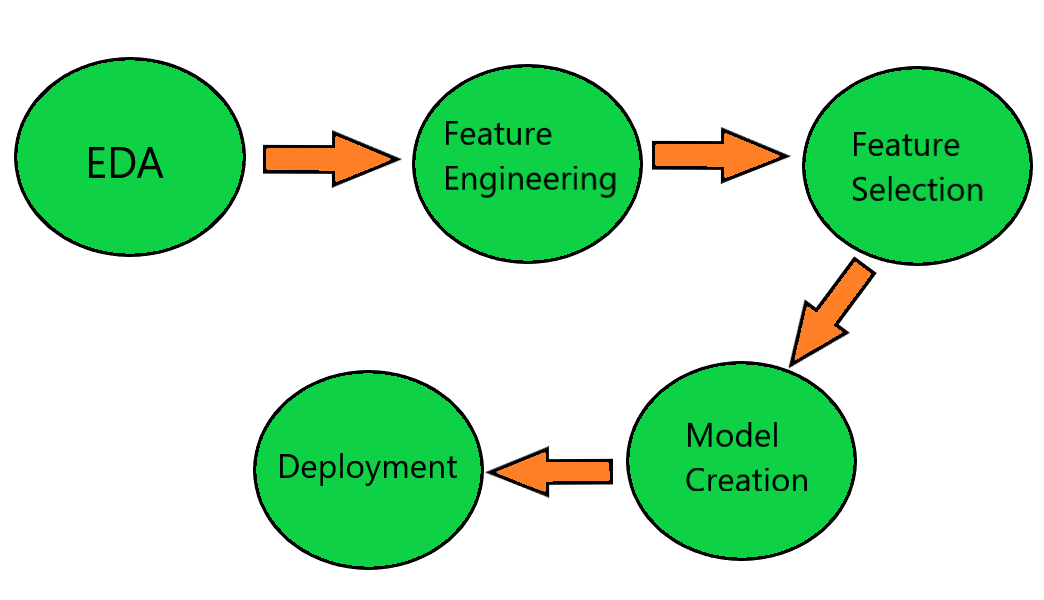 EDA
Feature
Engineering
Feature
Selection
Model
Creation
Deployment